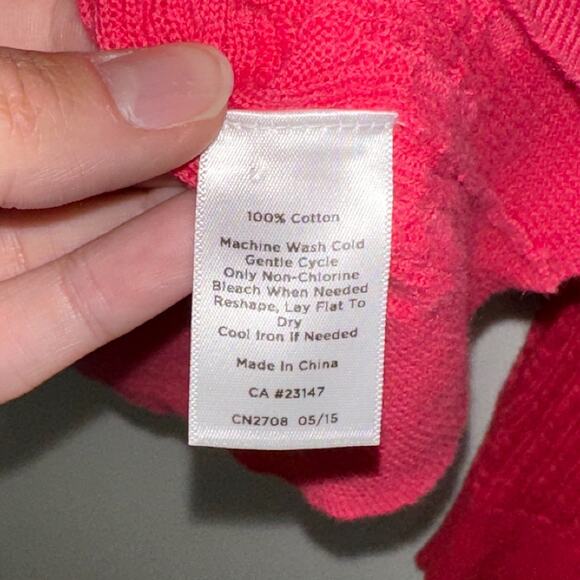 100% Cotton
Machine Wash Cold
Gentle Cycle
Only Non-Chlorine
Bleach When Needed
Reshape, Lay Flat To
Dry
Cool Iron If Needed
Made In China
CA #23147
CN2708 05/15